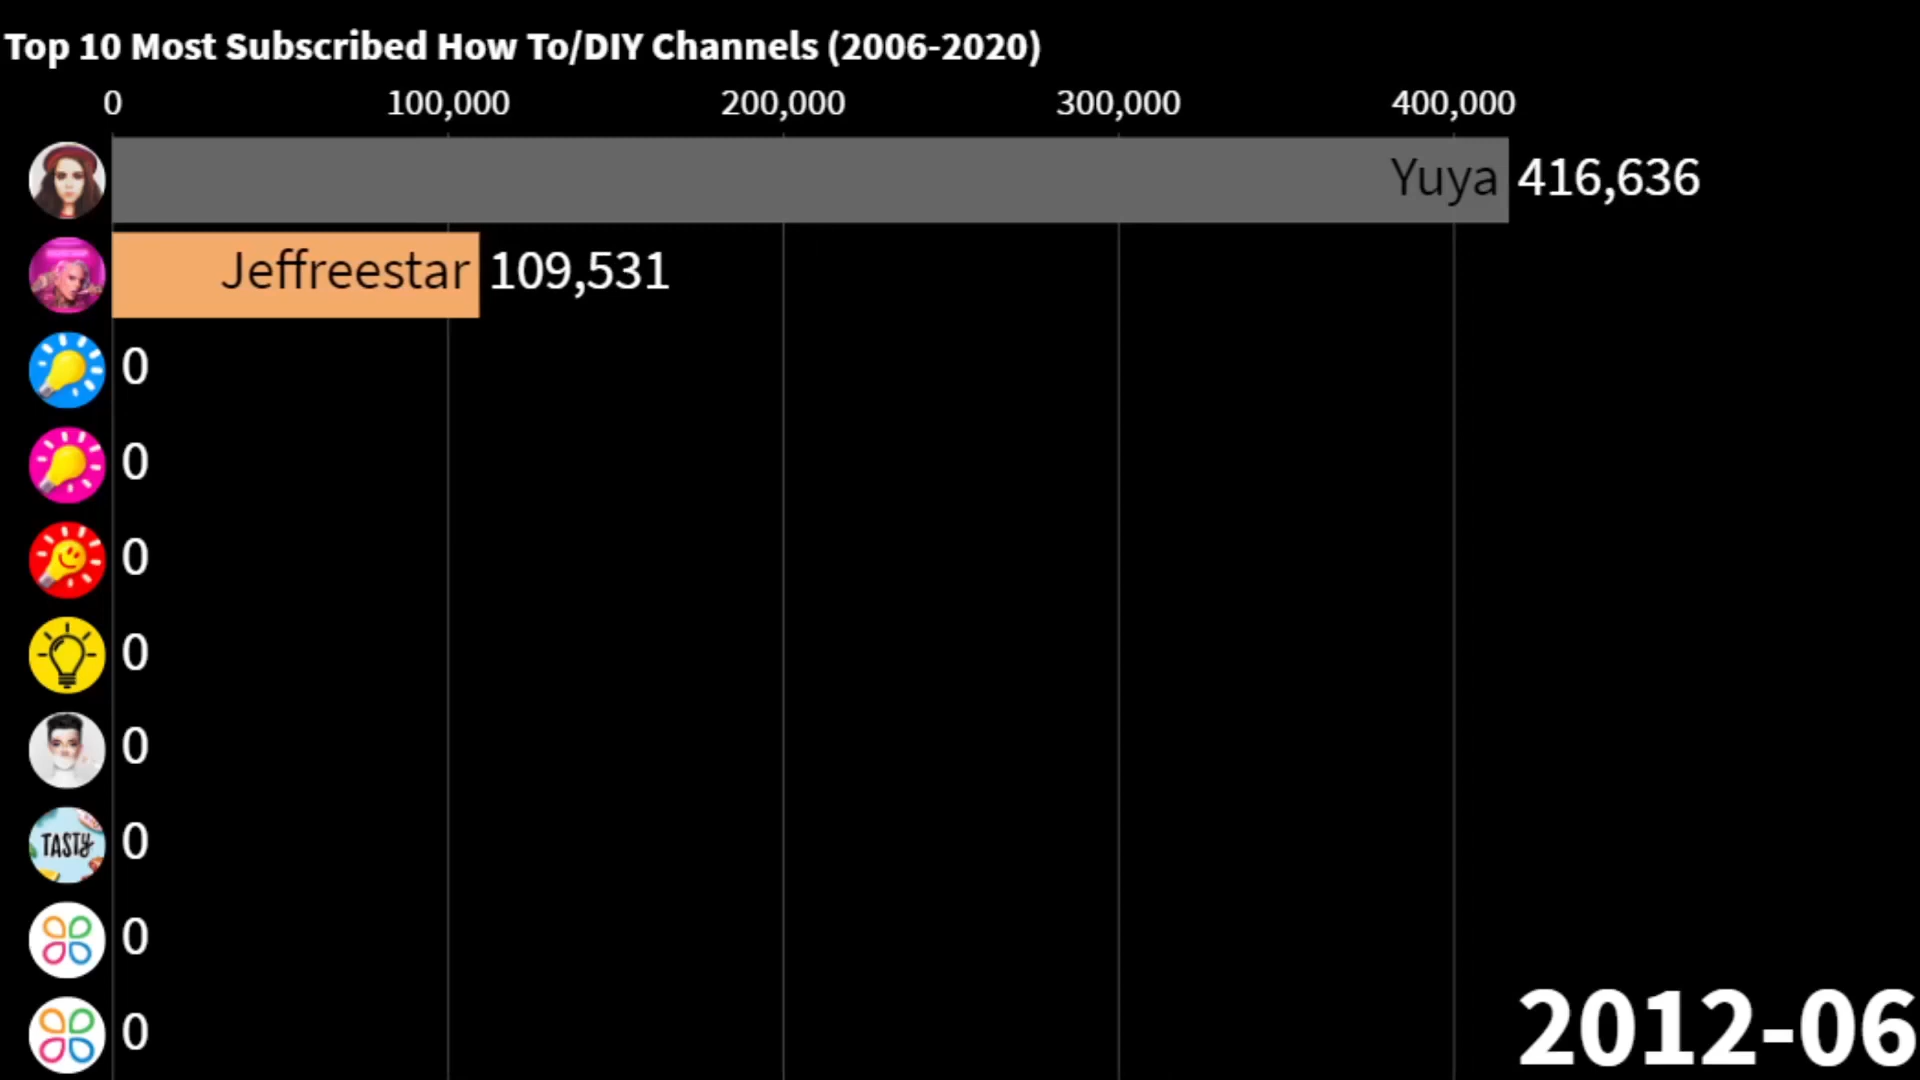 Top 10 Most Subscribed How To/DIY Channels (2006-2020)
0 100,000 200,000 300,000 400,000
Yuya 416,636
Jeffreestar 109,531
0
0
0
0
0
TASTY 0
0
0
2012-06